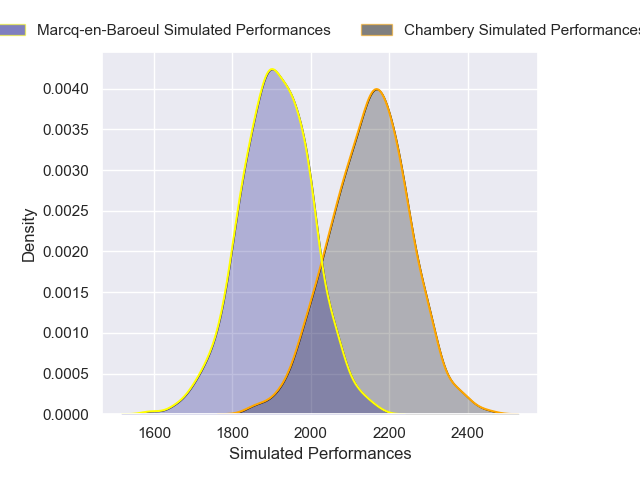 Marcq-en-Baroeul Simulated Performances
Chambery Simulated Performances
0.0040
0.0035
0.0030
0.0025
0.0020
0.0015
0.0010
0.0005
0.0000
Density
1600 1800 2000 2200 2400
Simulated Performances